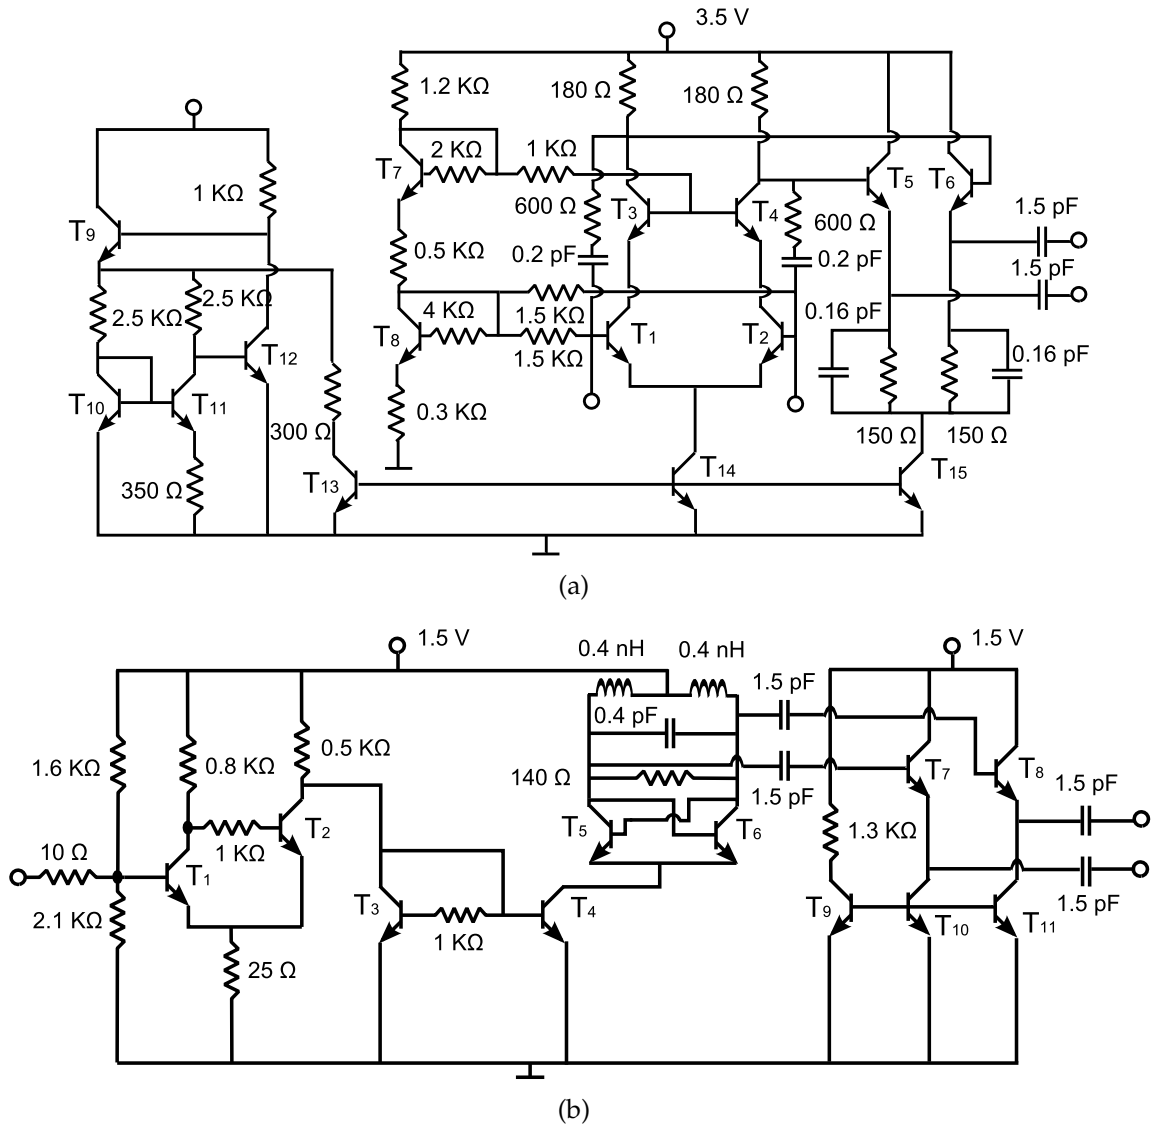 3.5 V
1.2 KΩ
180 Ω
180 Ω
1 KΩ
T7
2 KΩ
1 KΩ
T5
T6
T9
600 Ω
T3
T4
600 Ω
1.5 pF
0.5 KΩ
0.2 pF
0.2 pF
1.5 pF
2.5 KΩ
2.5 KΩ
4 KΩ
1.5 KΩ
0.16 pF
T8
T1
T2
T12
1.5 KΩ
0.16 pF
T10
T11
0.3 KΩ
300 Ω
150 Ω
150 Ω
350 Ω
T13
T14
T15
(a)
1.5 V
0.4 nH
0.4 nH
1.5 V
1.5 pF
0.4 pF
1.6 KΩ
0.8 KΩ
0.5 KΩ
140 Ω
T7
T8
1.5 pF
1.5 pF
T2
T5
T6
1.3 KΩ
10 Ω
1 KΩ
T1
2.1 KΩ
T3
T4
T9
1.5 pF
1 KΩ
T10
T11
25 Ω
(b)